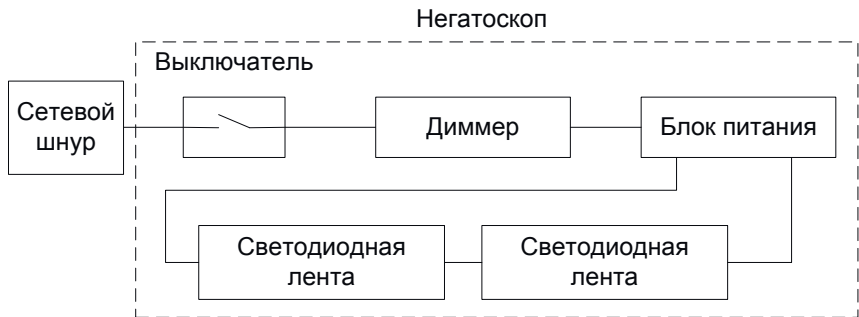 Негатоскоп
Выключатель
Сетевой
шнур
Диммер
Блок питания
Светодиодная
лента
Светодиодная
лента